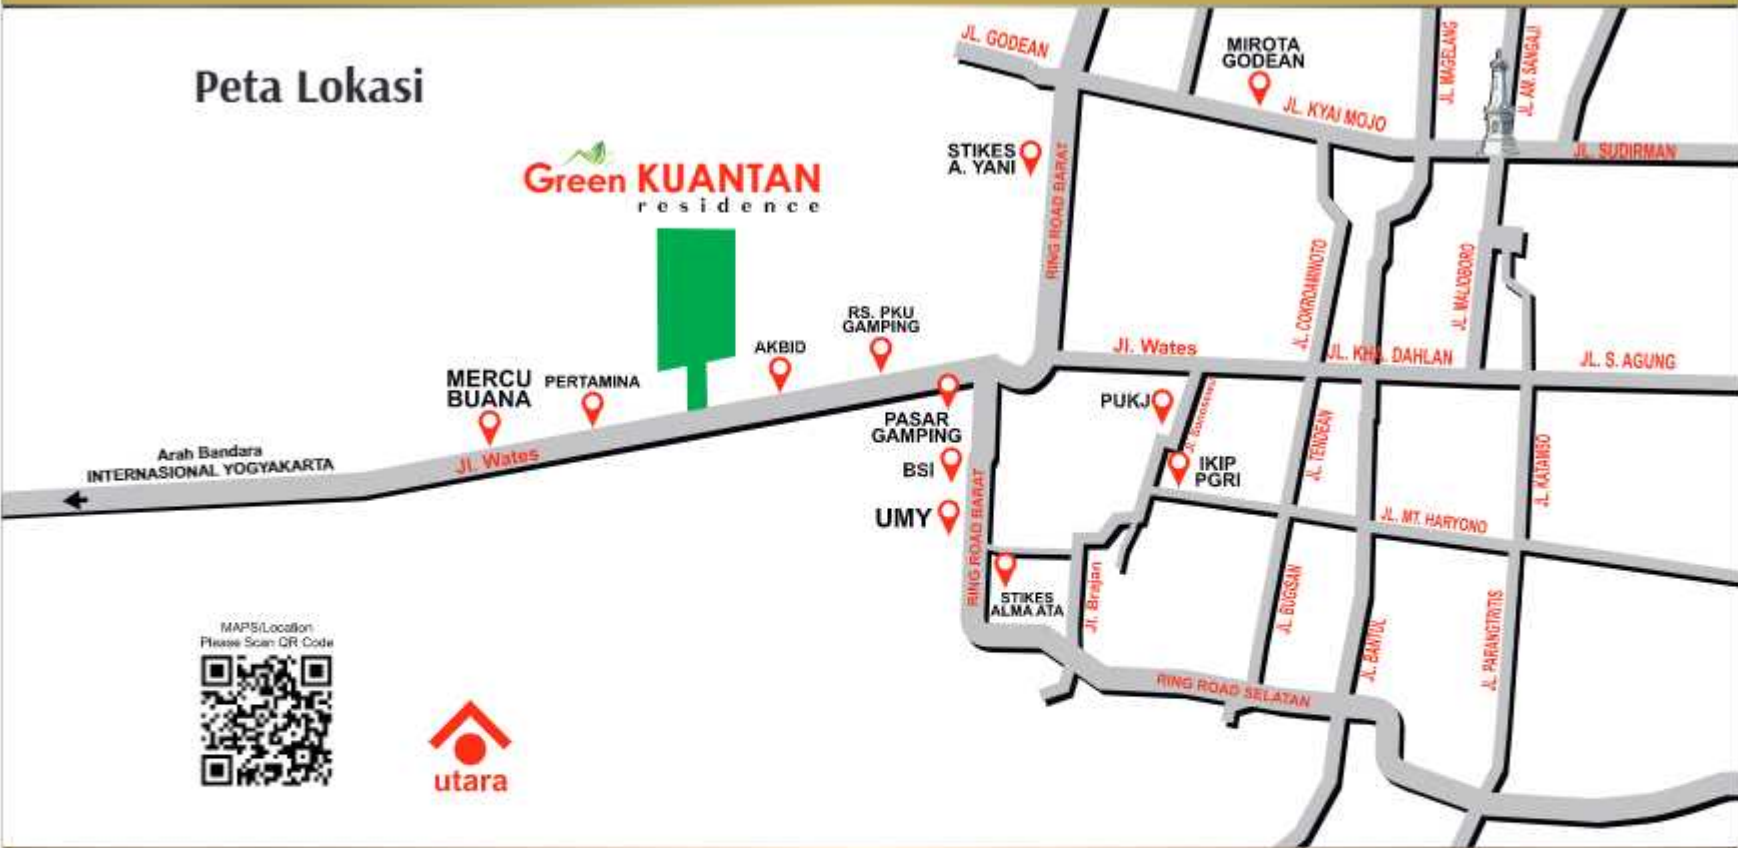 Peta Lokasi
JL. GODEAN
MIROTA
GODEAN
JL. MAGELANG
JL. AM. SANGAJI
JL. KYAI MOJO
JL. SUDIRMAN
STIKES
A. YANI
RING ROAD BARAT
Green KUANTAN
residence
JL. COKROAMINOTO
JL. MALIOBORO
RS. PKU
GAMPING
AKBID
Jl. Wates
JL. KHA. DAHLAN
JL. S. AGUNG
MERCU
BUANA
PERTAMINA
PUKJ
PASAR
GAMPING
Arah Bandara
INTERNASIONAL YOGYAKARTA
Jl. Wates
BSI
IKIP
PGRI
JL. TENDEAN
JL. KATAMSO
UMY
RING ROAD BARAT
JL. MT. HARYONO
STIKES
ALMA ATA
Jl. Brajan
JL. BUGISAN
JL. BANTUL
JL. PARANGTRITIS
RING ROAD SELATAN
MAPS/Location
Please Scan QR Code
utara